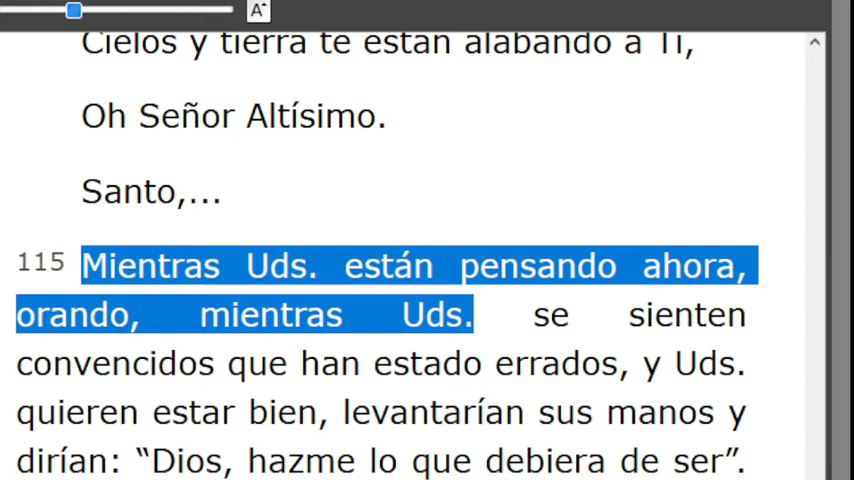 A
Cielos y tierra te están alabando a Ti,
Oh Señor Altísimo.
Santo,...
115 Mientras Uds. están pensando ahora,
orando, mientras Uds. se sienten
convencidos que han estado errados, y Uds.
quieren estar bien, levantarían sus manos y
dirían: “Dios, hazme lo que debiera de ser”.